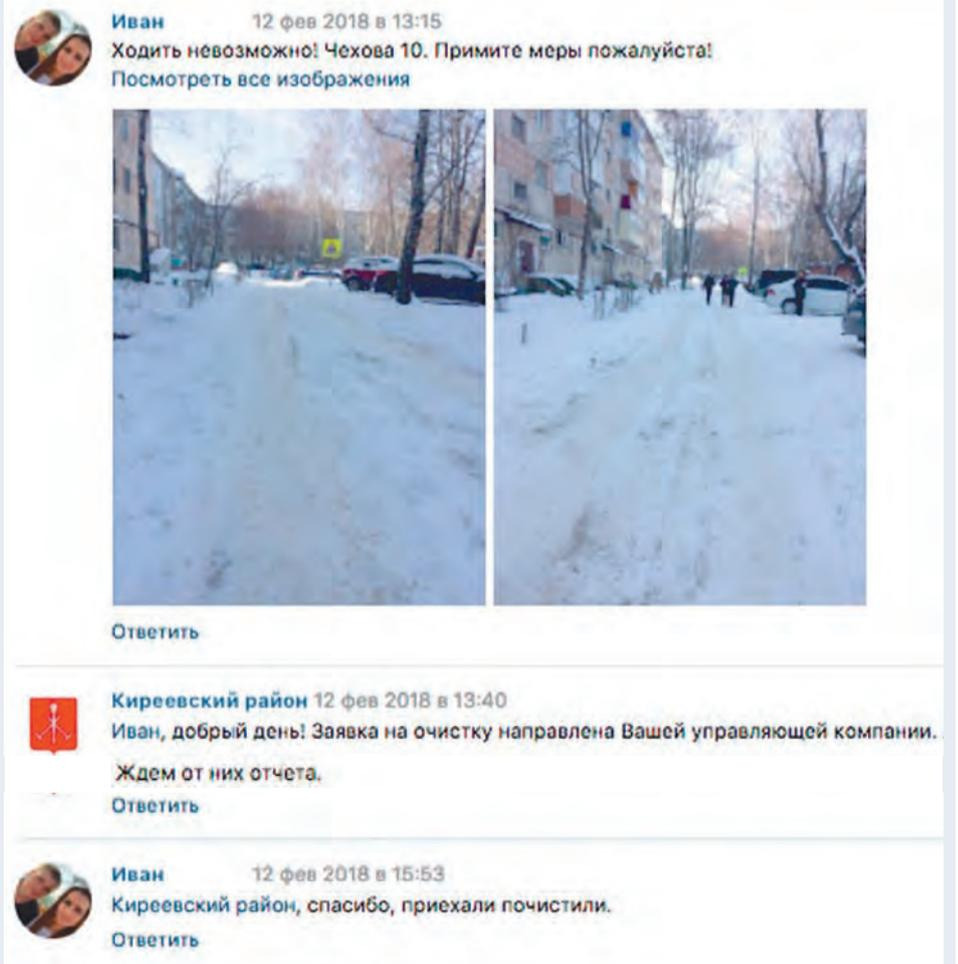 Иван 12 фев 2018 в 13:15
Ходить невозможно! Чехова 10. Примите меры пожалуйста!
Посмотреть все изображения
Ответить
Киреевский район 12 фев 2018 в 13:40
Иван, добрый день! Заявка на очистку направлена Вашей управляющей компании.
Ждем от них отчета.
Ответить
Иван 12 фев 2018 в 15:53
Киреевский район, спасибо, приехали почистили.
Ответить